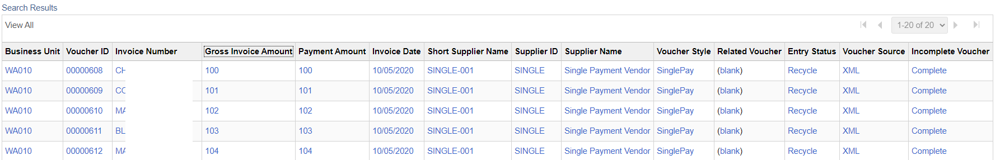 Search Results
View All 1-20 of 20
Business Unit Voucher ID Invoice Number Gross Invoice Amount Payment Amount Invoice Date Short Supplier Name Supplier ID Supplier Name Voucher Style Related Voucher Entry Status Voucher Source Incomplete Voucher
WA010 00000608 CH 100 100 10/05/2020 SINGLE-001 SINGLE Single Payment Vendor SinglePay (blank) Recycle XML Complete
WA010 00000609 CO 101 101 10/05/2020 SINGLE-001 SINGLE Single Payment Vendor SinglePay (blank) Recycle XML Complete
WA010 00000610 MA 102 102 10/05/2020 SINGLE-001 SINGLE Single Payment Vendor SinglePay (blank) Recycle XML Complete
WA010 00000611 BL 103 103 10/05/2020 SINGLE-001 SINGLE Single Payment Vendor SinglePay (blank) Recycle XML Complete
WA010 00000612 MA 104 104 10/05/2020 SINGLE-001 SINGLE Single Payment Vendor SinglePay (blank) Recycle XML Complete